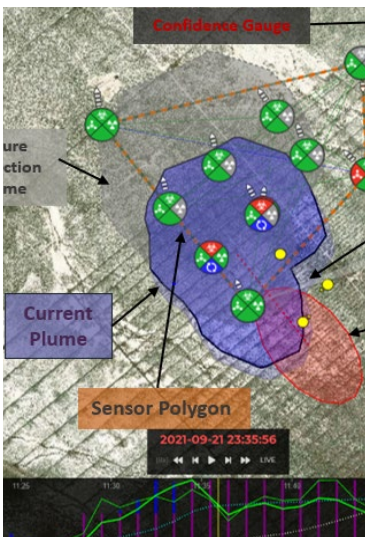 Confidence Gauge
ure
ction
me
Current
Plume
Sensor Polygon
2021-09-21 23:35:56
LIVE
11:25
11:30
11:35
11:40